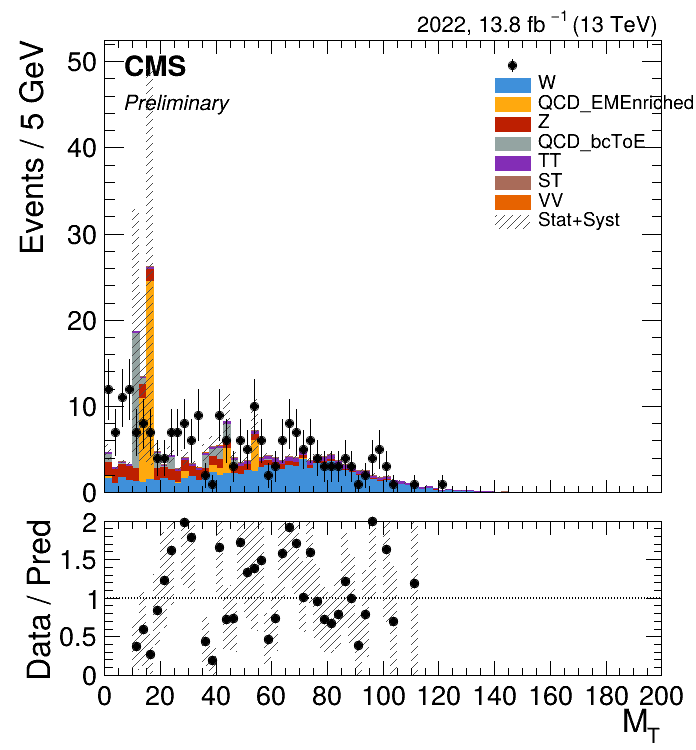 2022, 13.8 fb⁻¹ (13 TeV)
CMS
Preliminary
W
QCD_EMEnriched
Z
QCD_bcToE
TT
ST
VV
Stat+Syst
Events / 5 GeV
50
40
30
20
10
0
Data / Pred
2
1.5
1
0.5
0
0 20 40 60 80 100 120 140 160 180 200
M_T